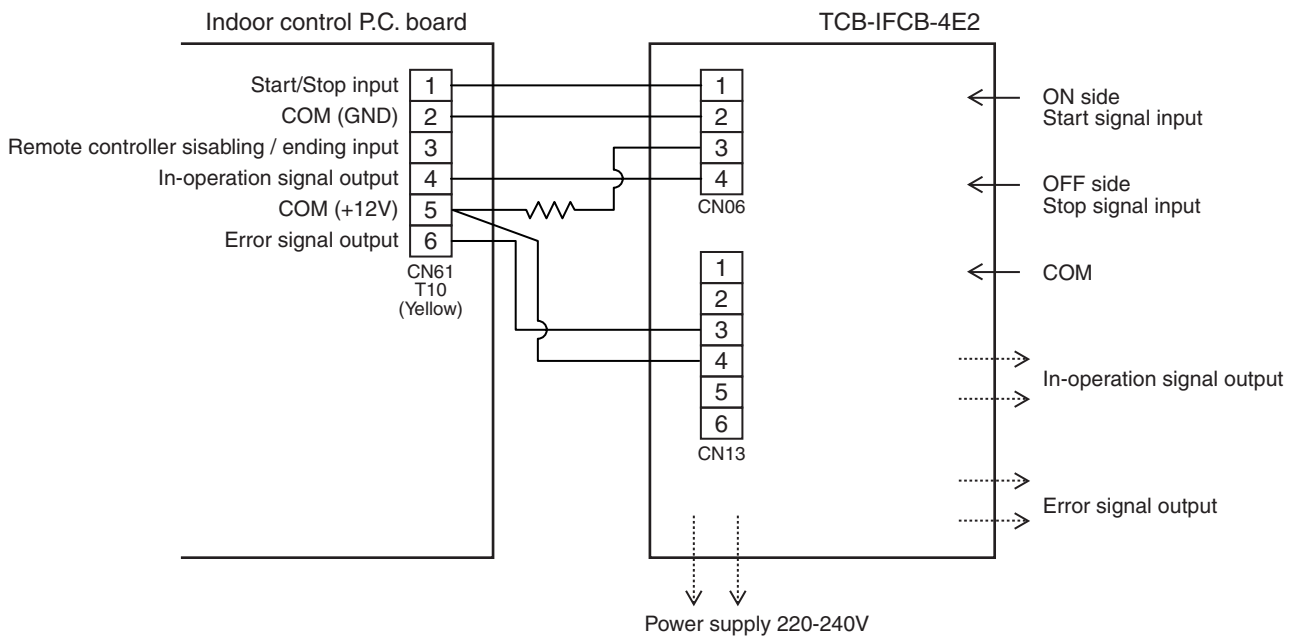 Indoor control P.C. board
TCB-IFCB-4E2
Start/Stop input 1
COM (GND) 2
Remote controller sisabling / ending input 3
In-operation signal output 4
COM (+12V) 5
Error signal output 6
CN61
T10
(Yellow)
1
2
3
4
CN06
1
2
3
4
5
6
CN13
ON side
Start signal input
OFF side
Stop signal input
COM
In-operation signal output
Error signal output
Power supply 220-240V